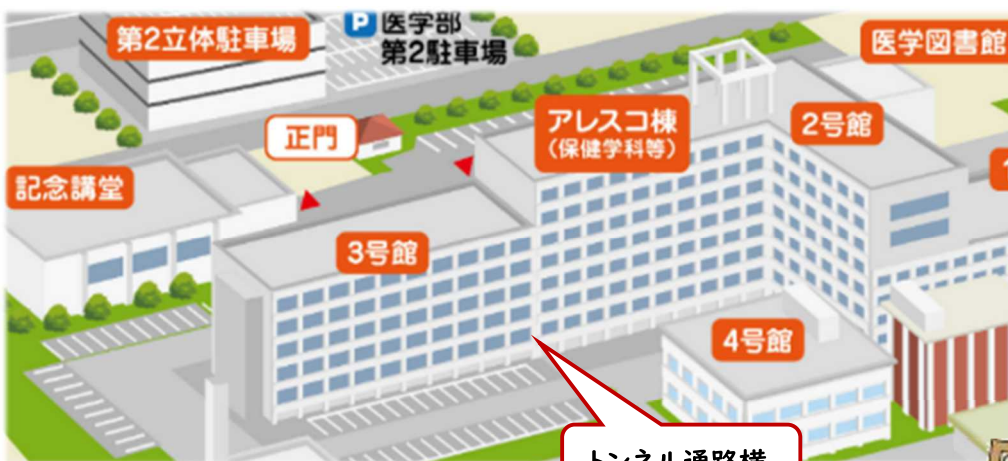 第2立体駐車場
P 医学部
第2駐車場
医学図書館
正門
アレスコ棟
(保健学科等)
2号館
記念講堂
3号館
4号館
トンネル通路横